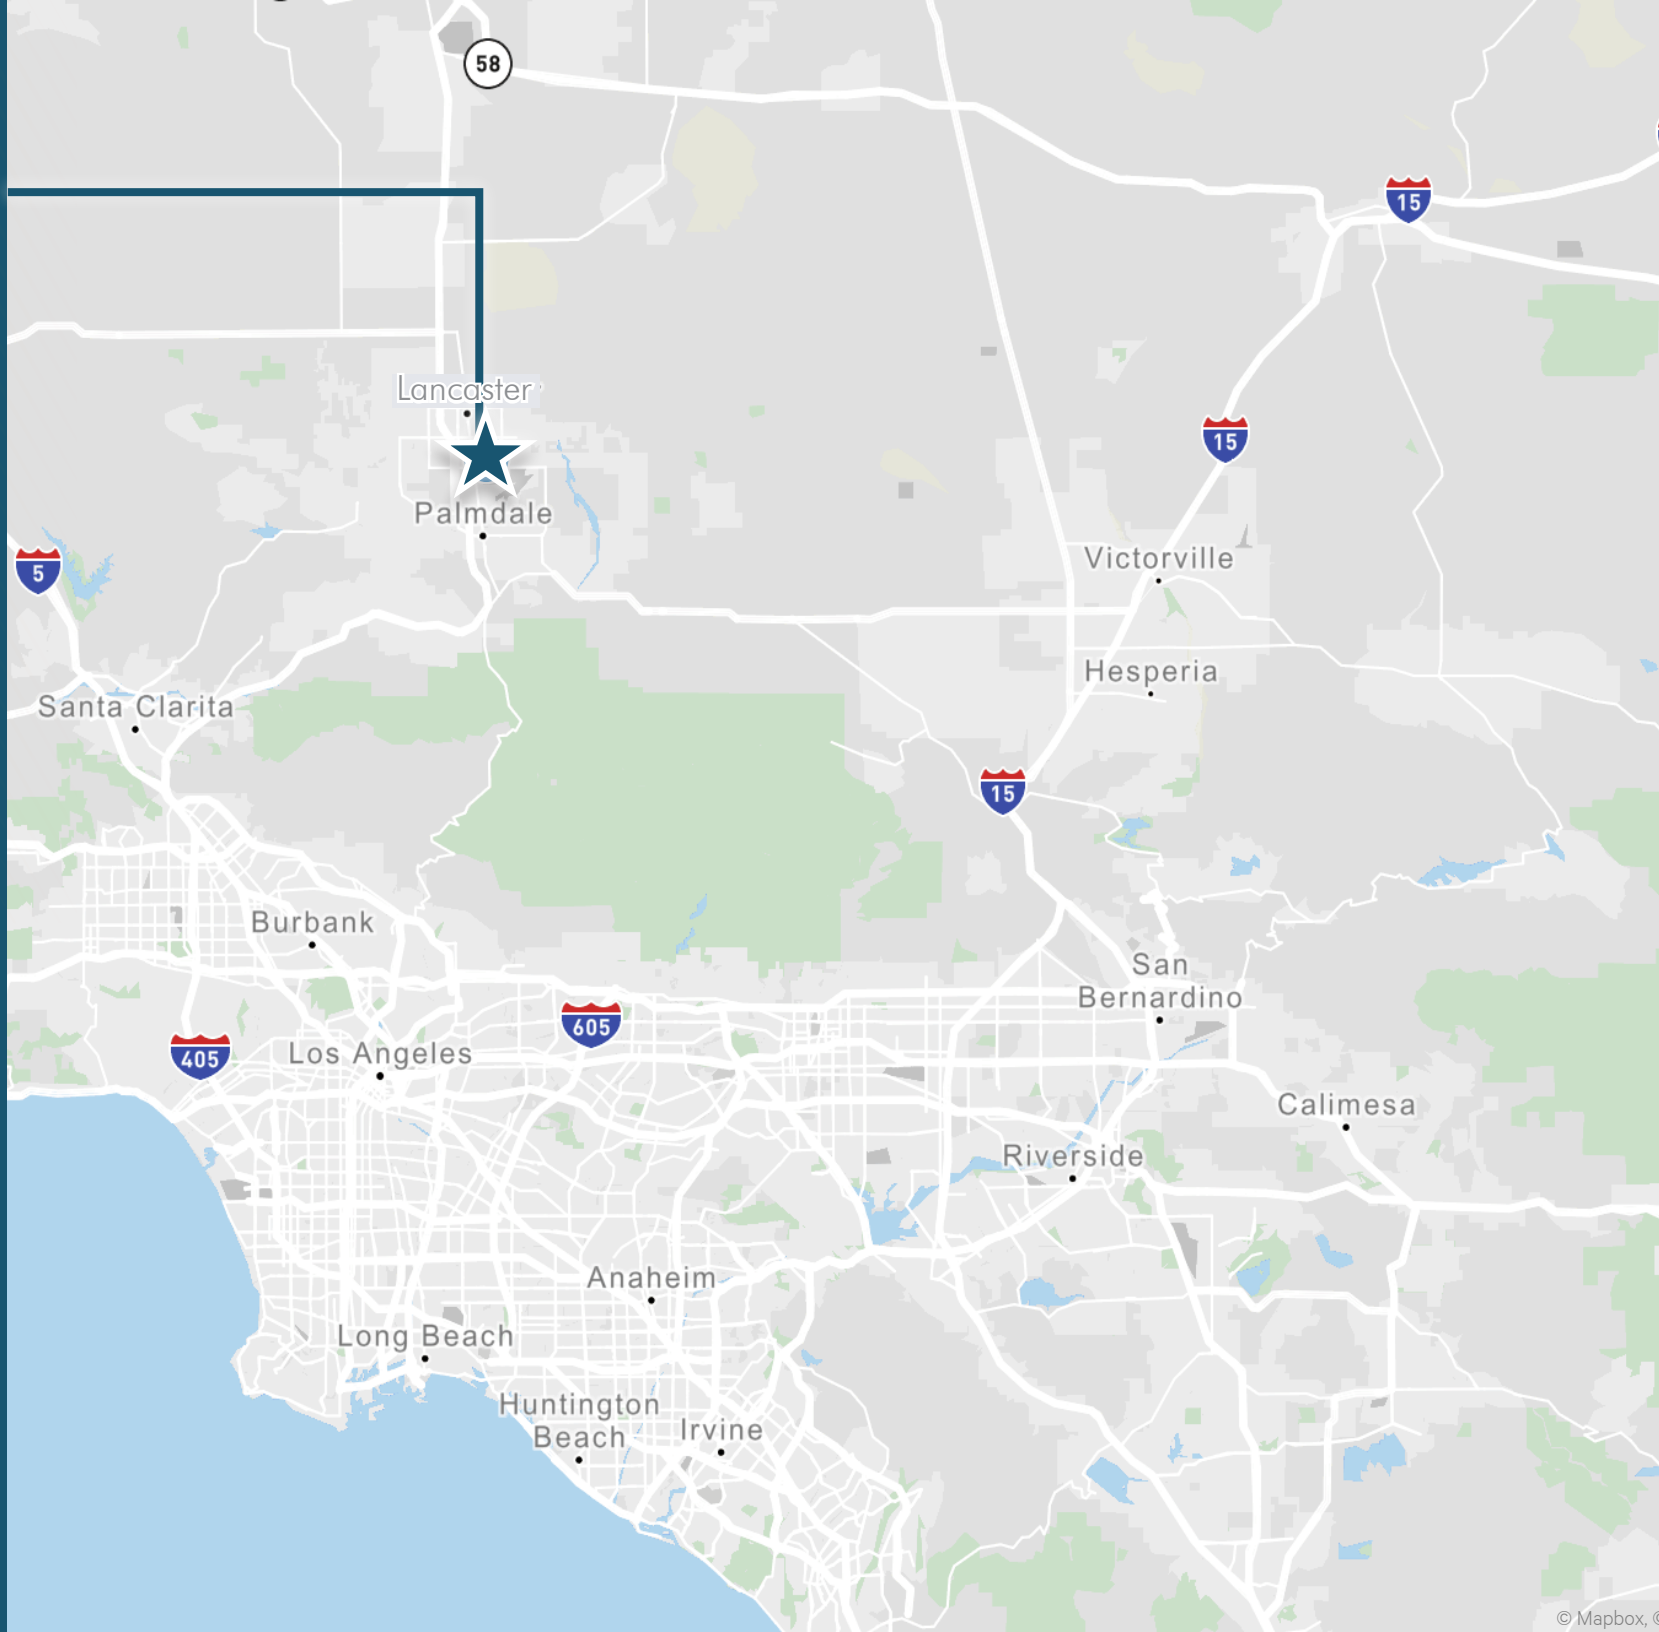 58
15
Lancaster
15
Palmdale
Victorville
5
Hesperia
Santa Clarita
15
Burbank
San
Bernardino
605
405
Los Angeles
Calimesa
Riverside
Anaheim
Long Beach
Huntington
Beach
Irvine
© Mapbox, ©